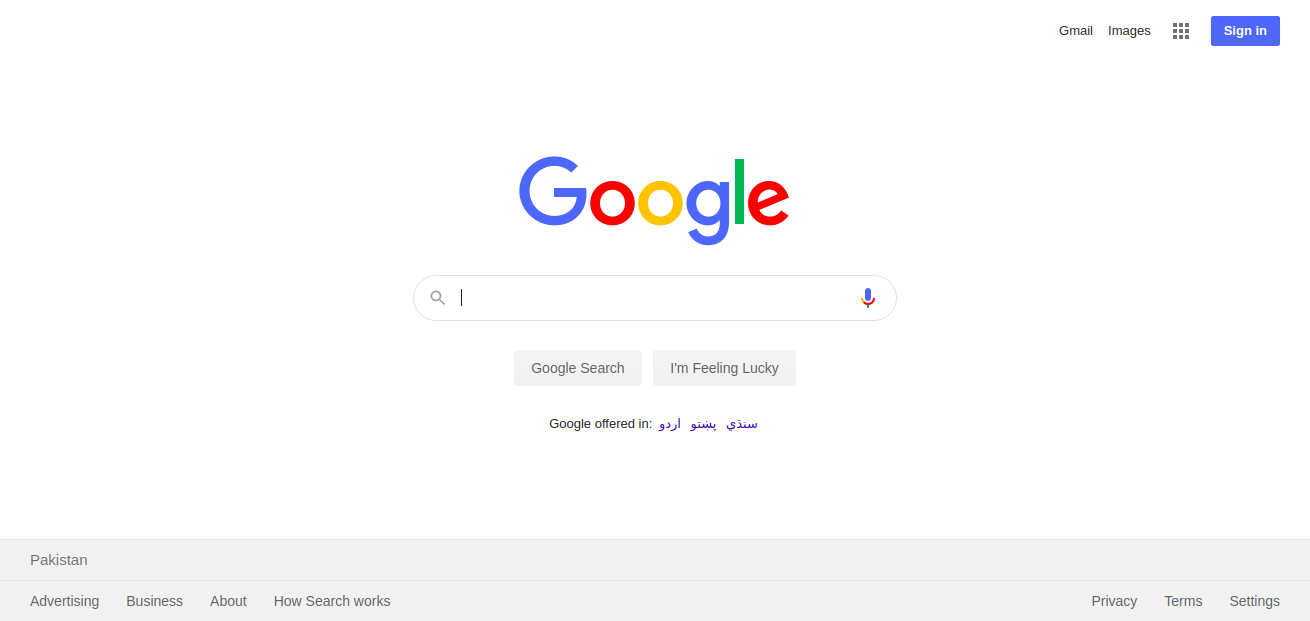 Gmail Images Sign in
Google
Google Search I'm Feeling Lucky
Google offered in: اردو پښتو سنڌي
Pakistan
Advertising Business About How Search works Privacy Terms Settings